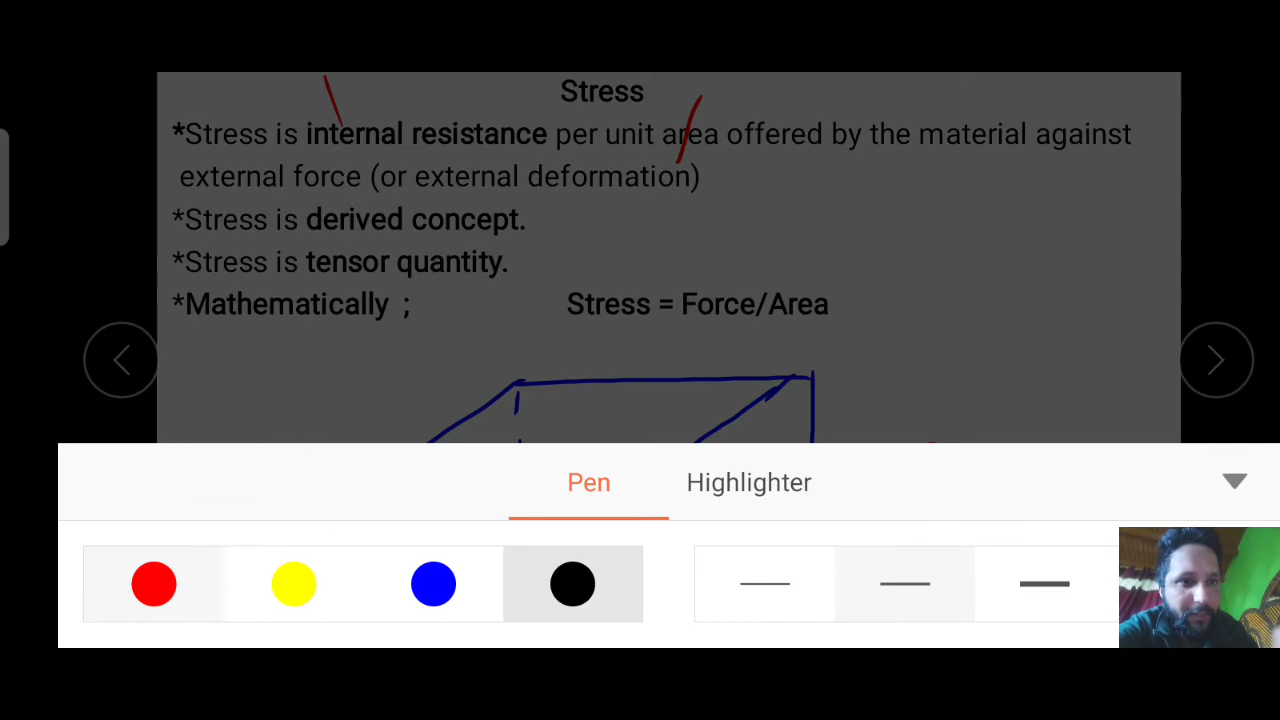 Stress
*Stress is internal resistance per unit area offered by the material against
external force (or external deformation)
*Stress is derived concept.
*Stress is tensor quantity.
*Mathematically ; Stress = Force/Area
Pen Highlighter